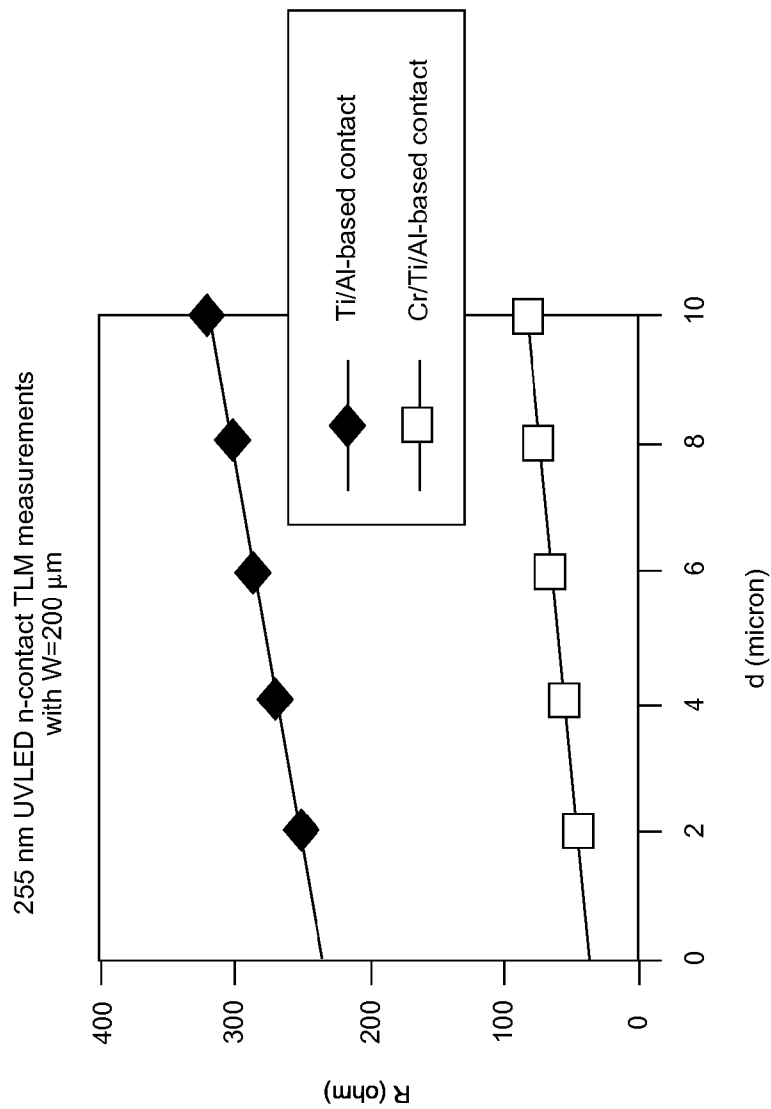 255 nm UVLED n-contact TLM measurements
with W=200 µm
400
300
200
100
0
R (ohm)
0
2
4
6
8
10
d (micron)
Ti/Al-based contact
Cr/Ti/Al-based contact